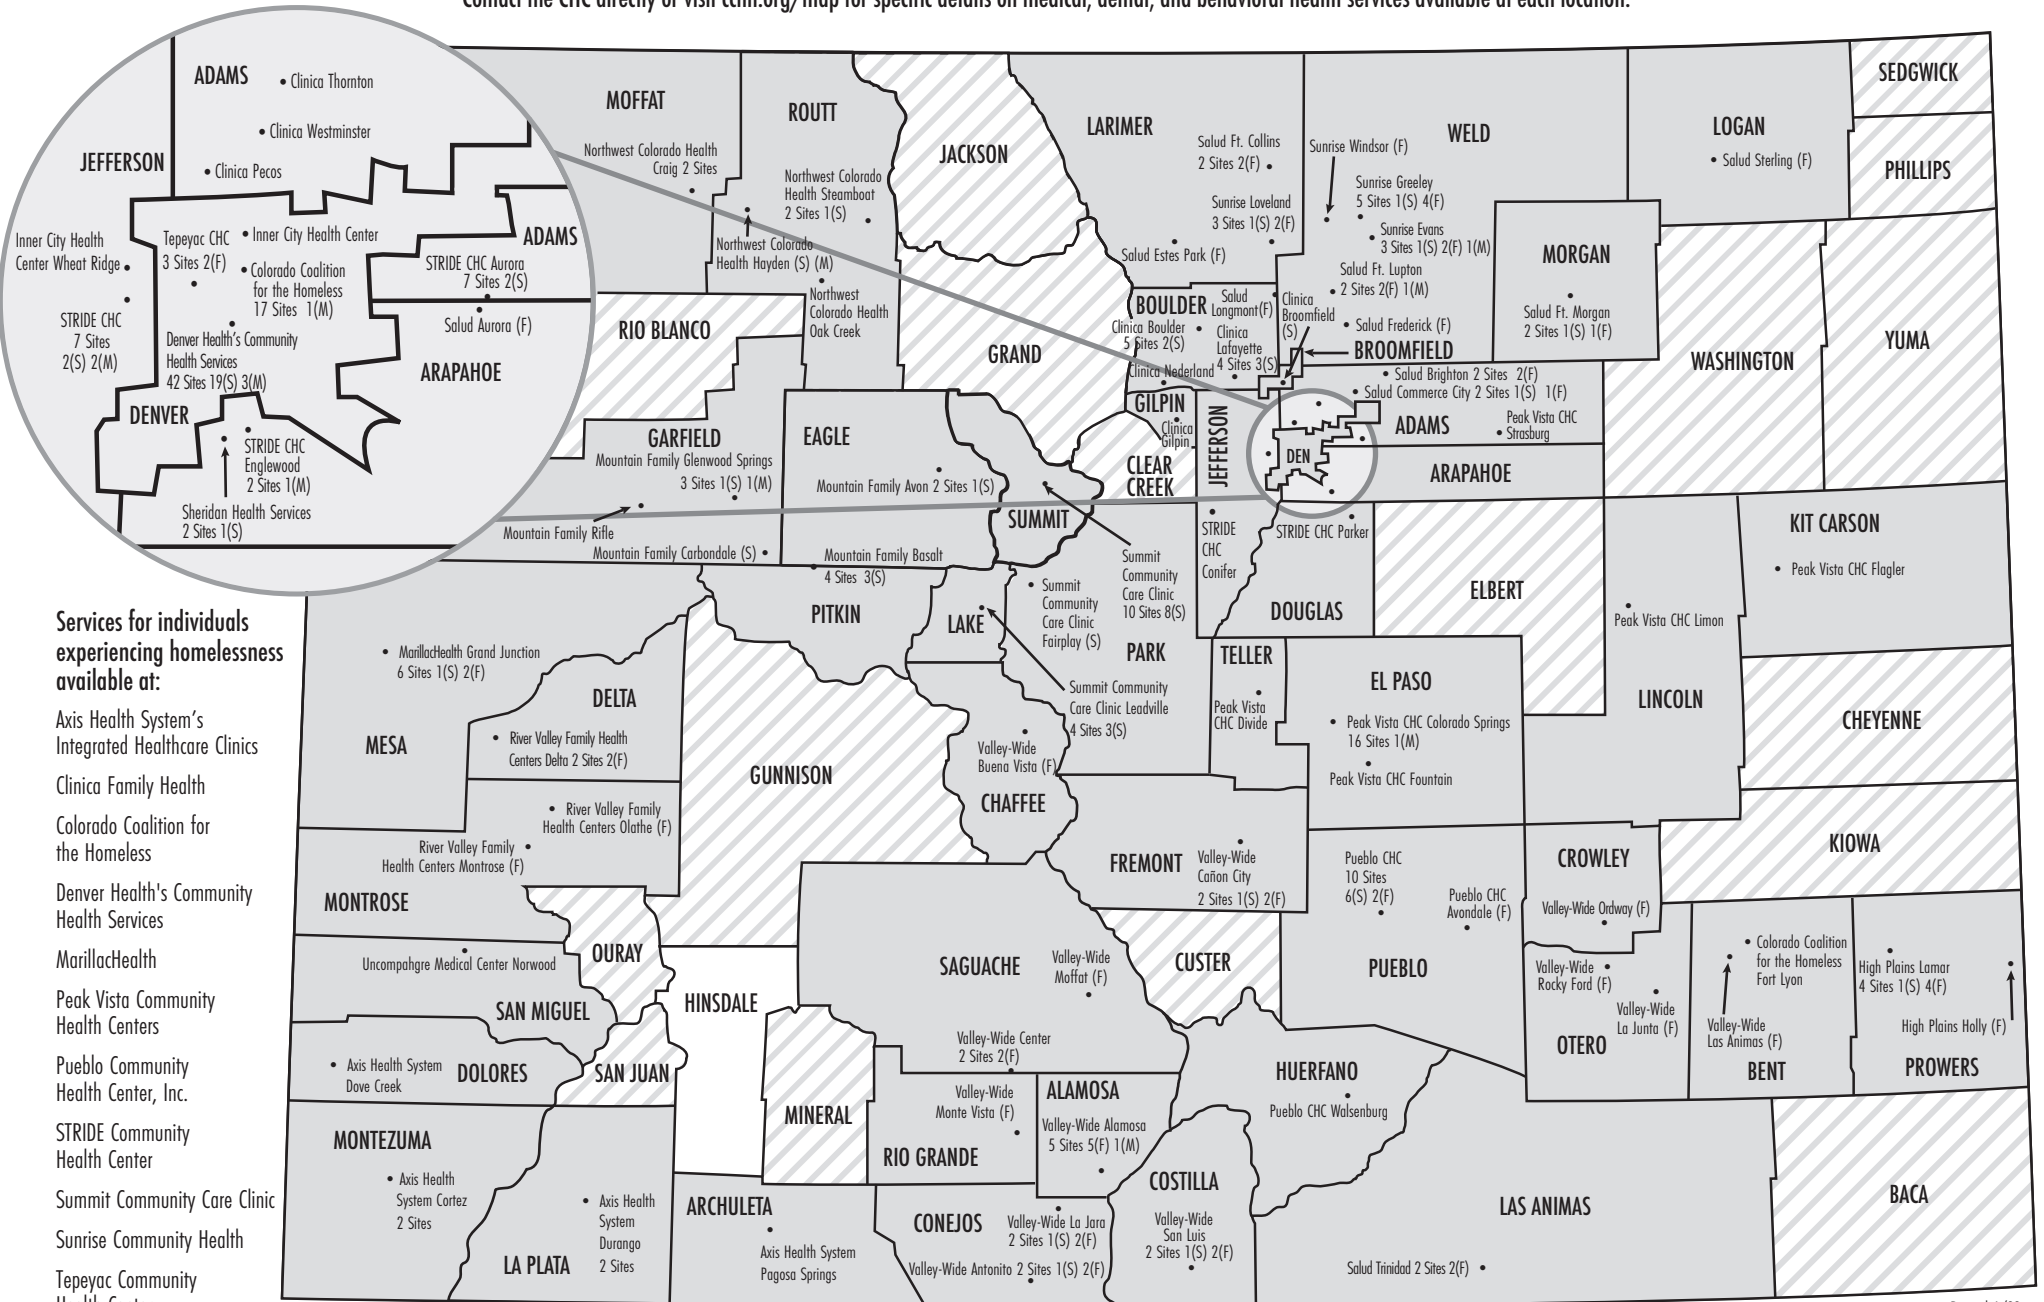 Contact the CHC directly or visit cchn.org/map for specific details on medical, dental, and behavioral health services available at each location.
ADAMS
Clinica Thornton
Clinica Westminster
JEFFERSON
Clinica Pecos
Inner City Health
Center Wheat Ridge
Tepeyac CHC
3 Sites 2(F)
Inner City Health Center
ADAMS
Colorado Coalition
for the Homeless
17 Sites 1(M)
STRIDE CHC Aurora
7 Sites 2(S)
Salud Aurora (F)
STRIDE CHC
7 Sites
2(S) 2(M)
Denver Health's Community
Health Services
42 Sites 19(S) 3(M)
ARAPAHOE
DENVER
STRIDE CHC
Englewood
2 Sites 1(M)
Sheridan Health Services
2 Sites 1(S)
MOFFAT
Northwest Colorado Health
Craig 2 Sites
ROUTT
Northwest Colorado
Health Steamboat
2 Sites 1(S)
Northwest Colorado
Health Hayden (S) (M)
Northwest
Colorado Health
Oak Creek
JACKSON
LARIMER
Salud Ft. Collins
2 Sites 2(F)
Sunrise Loveland
3 Sites 1(S) 2(F)
Salud Estes Park (F)
WELD
Sunrise Windsor (F)
Sunrise Greeley
5 Sites 1(S) 4(F)
Sunrise Evans
3 Sites 1(S) 2(F) 1(M)
Salud Ft. Lupton
2 Sites 2(F) 1(M)
Salud Frederick (F)
LOGAN
Salud Sterling (F)
SEDGWICK
PHILLIPS
MORGAN
Salud Ft. Morgan
2 Sites 1(S) 1(F)
WASHINGTON
YUMA
RIO BLANCO
GRAND
BOULDER
Salud
Longmont(F)
Clinica Boulder
5 Sites 2(S)
Clinica
Lafayette
4 Sites 3(S)
Clinica Nederland
Clinica
Broomfield
(S)
BROOMFIELD
Salud Brighton 2 Sites 2(F)
Salud Commerce City 2 Sites 1(S) 1(F)
ADAMS
Peak Vista CHC
Strasburg
GILPIN
Clinica
Gilpin
CLEAR
CREEK
JEFFERSON
DEN
ARAPAHOE
GARFIELD
Mountain Family Glenwood Springs
3 Sites 1(S) 1(M)
Mountain Family Rifle
Mountain Family Carbondale (S)
EAGLE
Mountain Family Avon 2 Sites 1(S)
Mountain Family Basalt
4 Sites 3(S)
SUMMIT
Summit
Community
Care Clinic
10 Sites 8(S)
STRIDE
CHC
Conifer
STRIDE CHC Parker
DOUGLAS
ELBERT
KIT CARSON
Peak Vista CHC Flagler
Peak Vista CHC Limon
LINCOLN
CHEYENNE
PITKIN
LAKE
Summit
Community
Care Clinic
Fairplay (S)
PARK
Summit Community
Care Clinic Leadville
4 Sites 3(S)
TELLER
Peak Vista
CHC Divide
EL PASO
Peak Vista CHC Colorado Springs
16 Sites 1(M)
Peak Vista CHC Fountain
MarillacHealth Grand Junction
6 Sites 1(S) 2(F)
MESA
DELTA
River Valley Family Health
Centers Delta 2 Sites 2(F)
GUNNISON
Valley-Wide
Buena Vista (F)
CHAFFEE
River Valley Family
Health Centers Olathe (F)
River Valley Family
Health Centers Montrose (F)
MONTROSE
FREMONT
Valley-Wide
Cañon City
2 Sites 1(S) 2(F)
Pueblo CHC
10 Sites
6(S) 2(F)
Pueblo CHC
Avondale (F)
PUEBLO
CROWLEY
Valley-Wide Ordway (F)
KIOWA
Uncompahgre Medical Center Norwood
SAN MIGUEL
OURAY
HINSDALE
SAGUACHE
Valley-Wide
Moffat (F)
Valley-Wide Center
2 Sites 2(F)
CUSTER
Valley-Wide
Rocky Ford (F)
Valley-Wide
La Junta (F)
OTERO
Colorado Coalition
for the Homeless
Fort Lyon
Valley-Wide
Las Animas (F)
BENT
High Plains Lamar
4 Sites 1(S) 4(F)
High Plains Holly (F)
PROWERS
Axis Health System
Dove Creek
DOLORES
SAN JUAN
MINERAL
Valley-Wide
Monte Vista (F)
RIO GRANDE
ALAMOSA
Valley-Wide Alamosa
5 Sites 5(F) 1(M)
HUERFANO
Pueblo CHC Walsenburg
MONTEZUMA
Axis Health
System Cortez
2 Sites
LA PLATA
Axis Health
System
Durango
2 Sites
ARCHULETA
Axis Health System
Pagosa Springs
CONEJOS
Valley-Wide La Jara
2 Sites 1(S) 2(F)
Valley-Wide Antonito 2 Sites 1(S) 2(F)
COSTILLA
Valley-Wide
San Luis
2 Sites 1(S) 2(F)
LAS ANIMAS
Salud Trinidad 2 Sites 2(F)
BACA
Services for individuals
experiencing homelessness
available at:
Axis Health System's
Integrated Healthcare Clinics
Clinica Family Health
Colorado Coalition for
the Homeless
Denver Health's Community
Health Services
MarillacHealth
Peak Vista Community
Health Centers
Pueblo Community
Health Center, Inc.
STRIDE Community
Health Center
Summit Community Care Clinic
Sunrise Community Health
Tepeyac Community